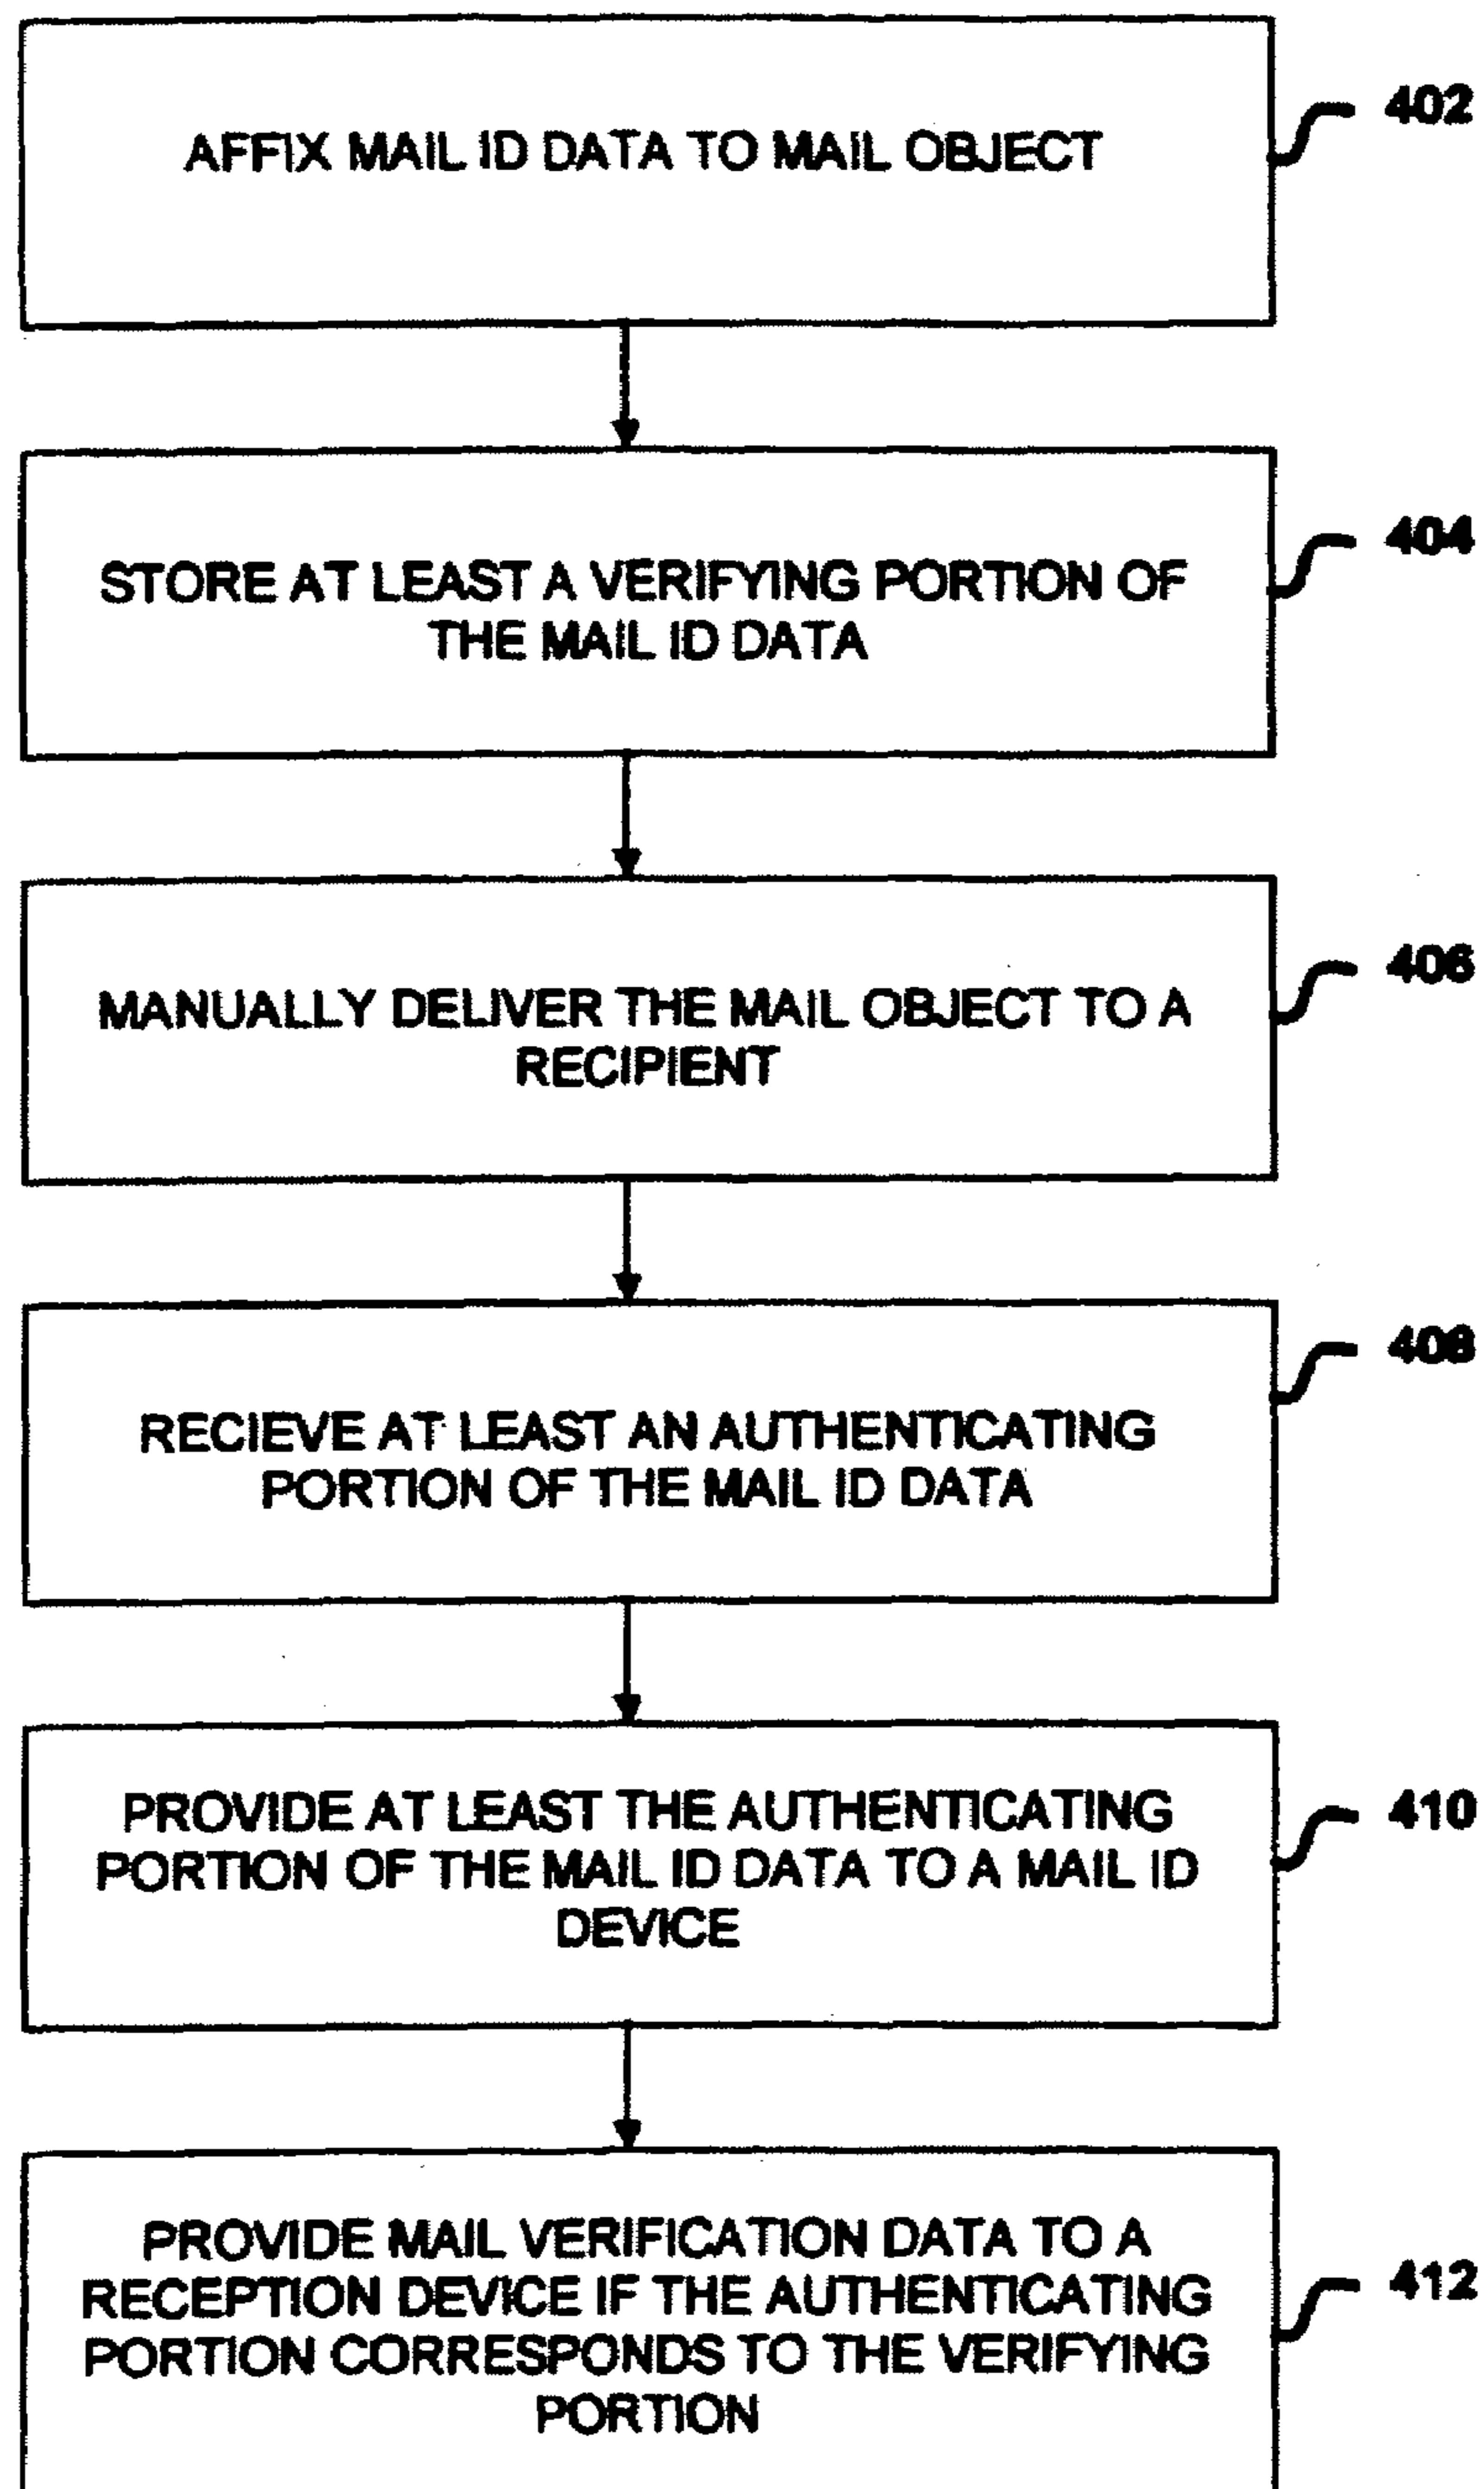 AFFIX MAIL ID DATA TO MAIL OBJECT
402
STORE AT LEAST A VERIFYING PORTION OF
THE MAIL ID DATA
404
MANUALLY DELIVER THE MAIL OBJECT TO A
RECIPIENT
406
RECIEVE AT LEAST AN AUTHENTICATING
PORTION OF THE MAIL ID DATA
408
PROVIDE AT LEAST THE AUTHENTICATING
PORTION OF THE MAIL ID DATA TO A MAIL ID
DEVICE
410
PROVIDE MAIL VERIFICATION DATA TO A
RECEPTION DEVICE IF THE AUTHENTICATING
PORTION CORRESPONDS TO THE VERIFYING
PORTION
412